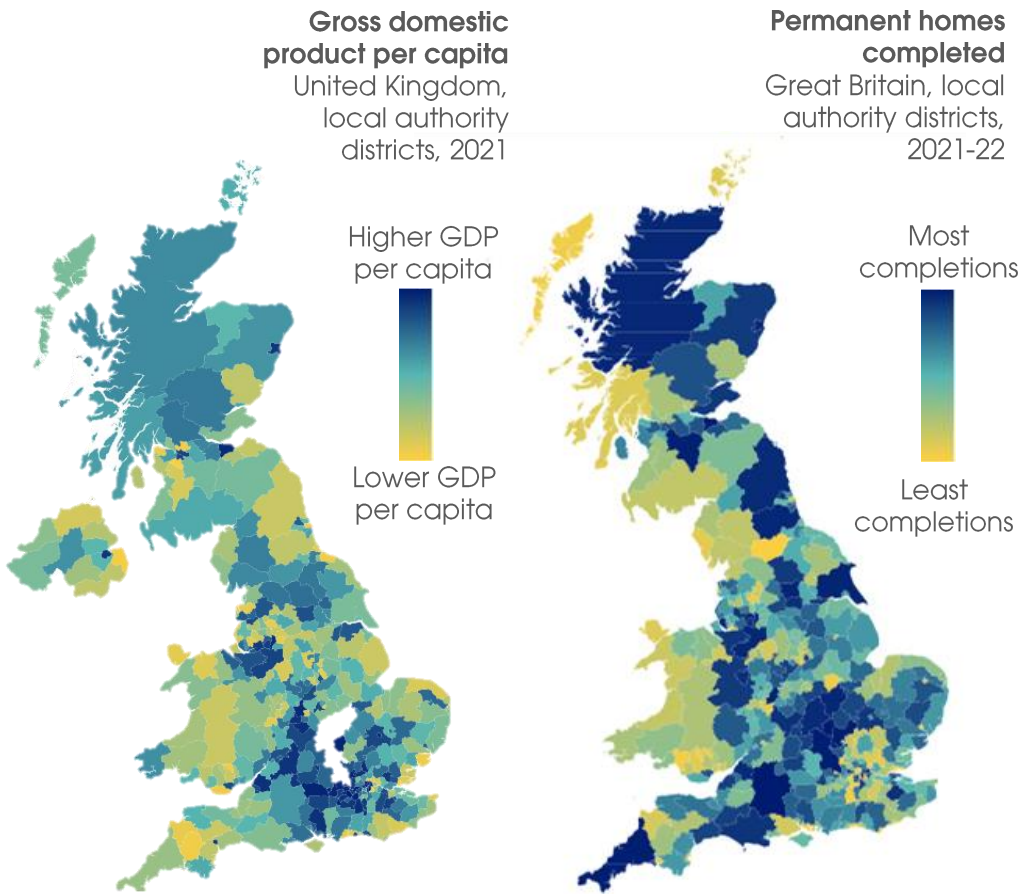 Gross domestic
product per capita
United Kingdom,
local authority
districts, 2021
Higher GDP
per capita
Lower GDP
per capita
Permanent homes
completed
Great Britain, local
authority districts,
2021-22
Most
completions
Least
completions